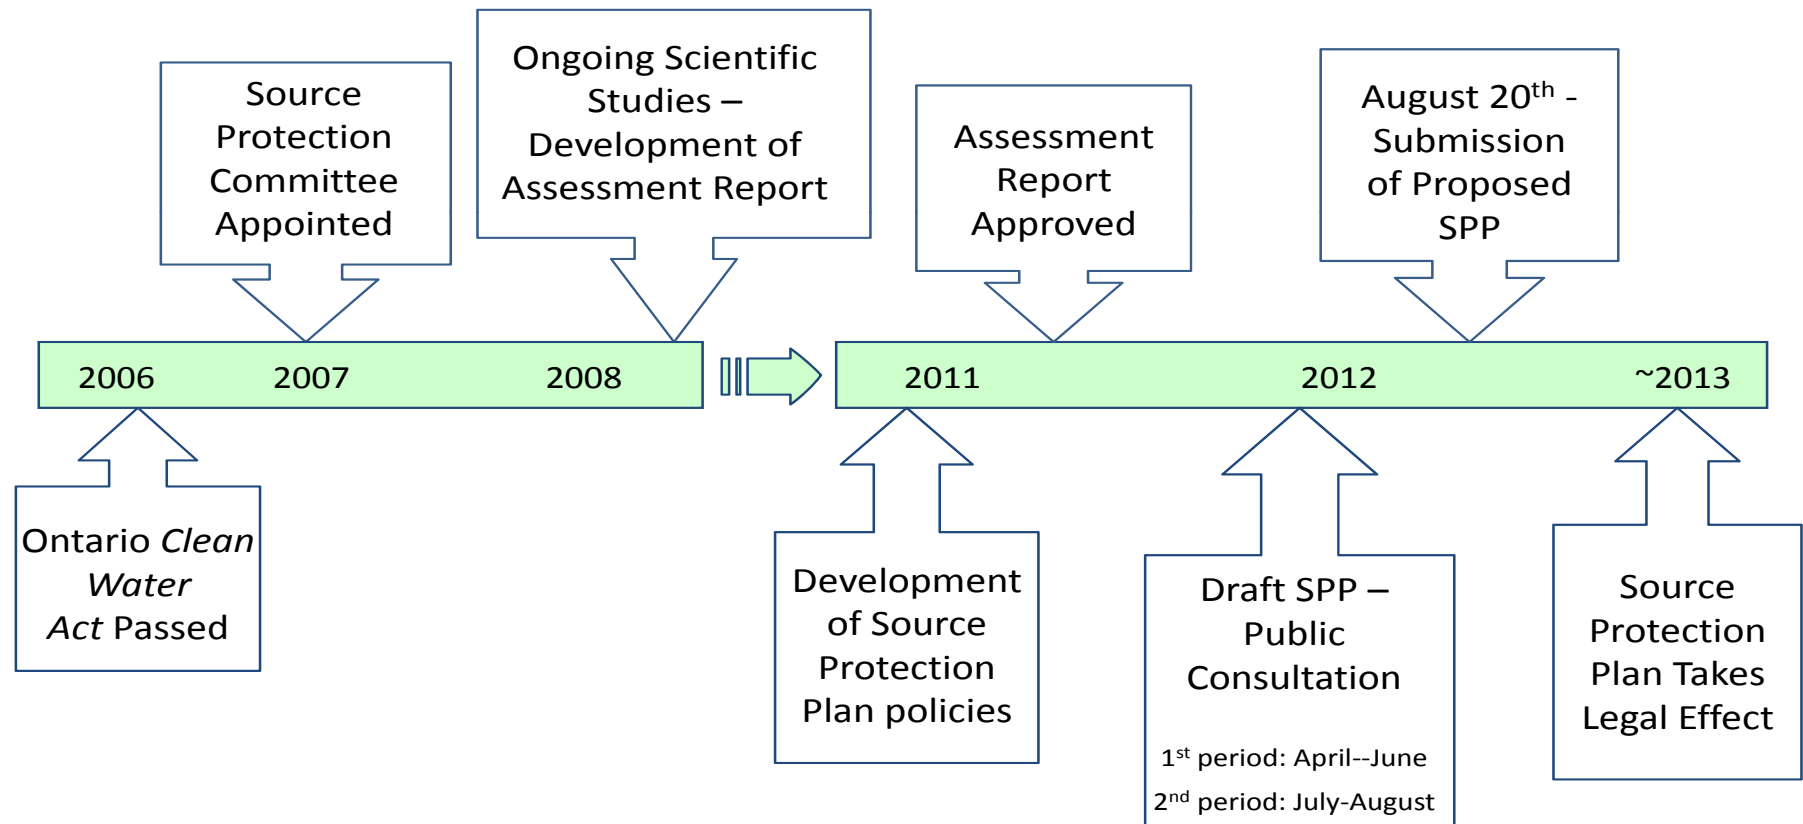 Source
Protection
Committee
Appointed
Ongoing Scientific
Studies –
Development of
Assessment Report
Assessment
Report
Approved
August 20th -
Submission
of Proposed
SPP
2006
2007
2008
2011
2012
~2013
Ontario Clean
Water
Act Passed
Development
of Source
Protection
Plan policies
Draft SPP –
Public
Consultation
1st period: April--June
2nd period: July-August
Source
Protection
Plan Takes
Legal Effect